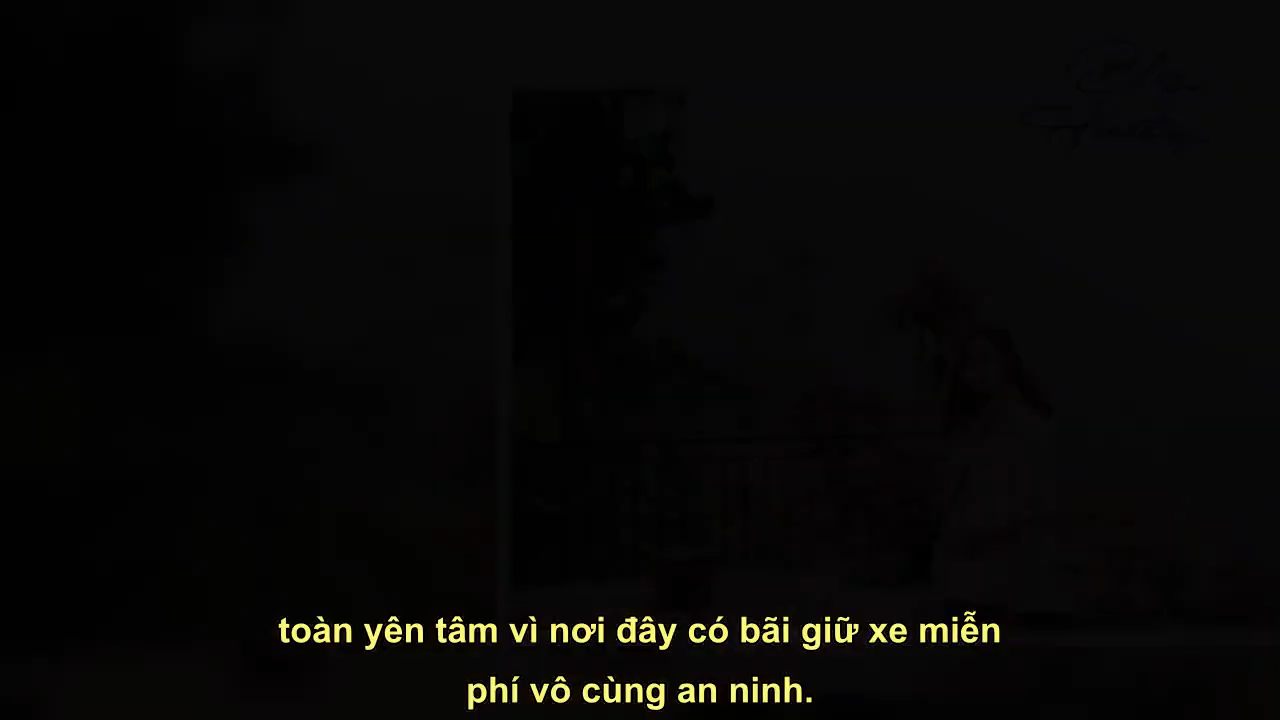 toàn yên tâm vì nơi đây có bãi giữ xe miễn
phí vô cùng an ninh.